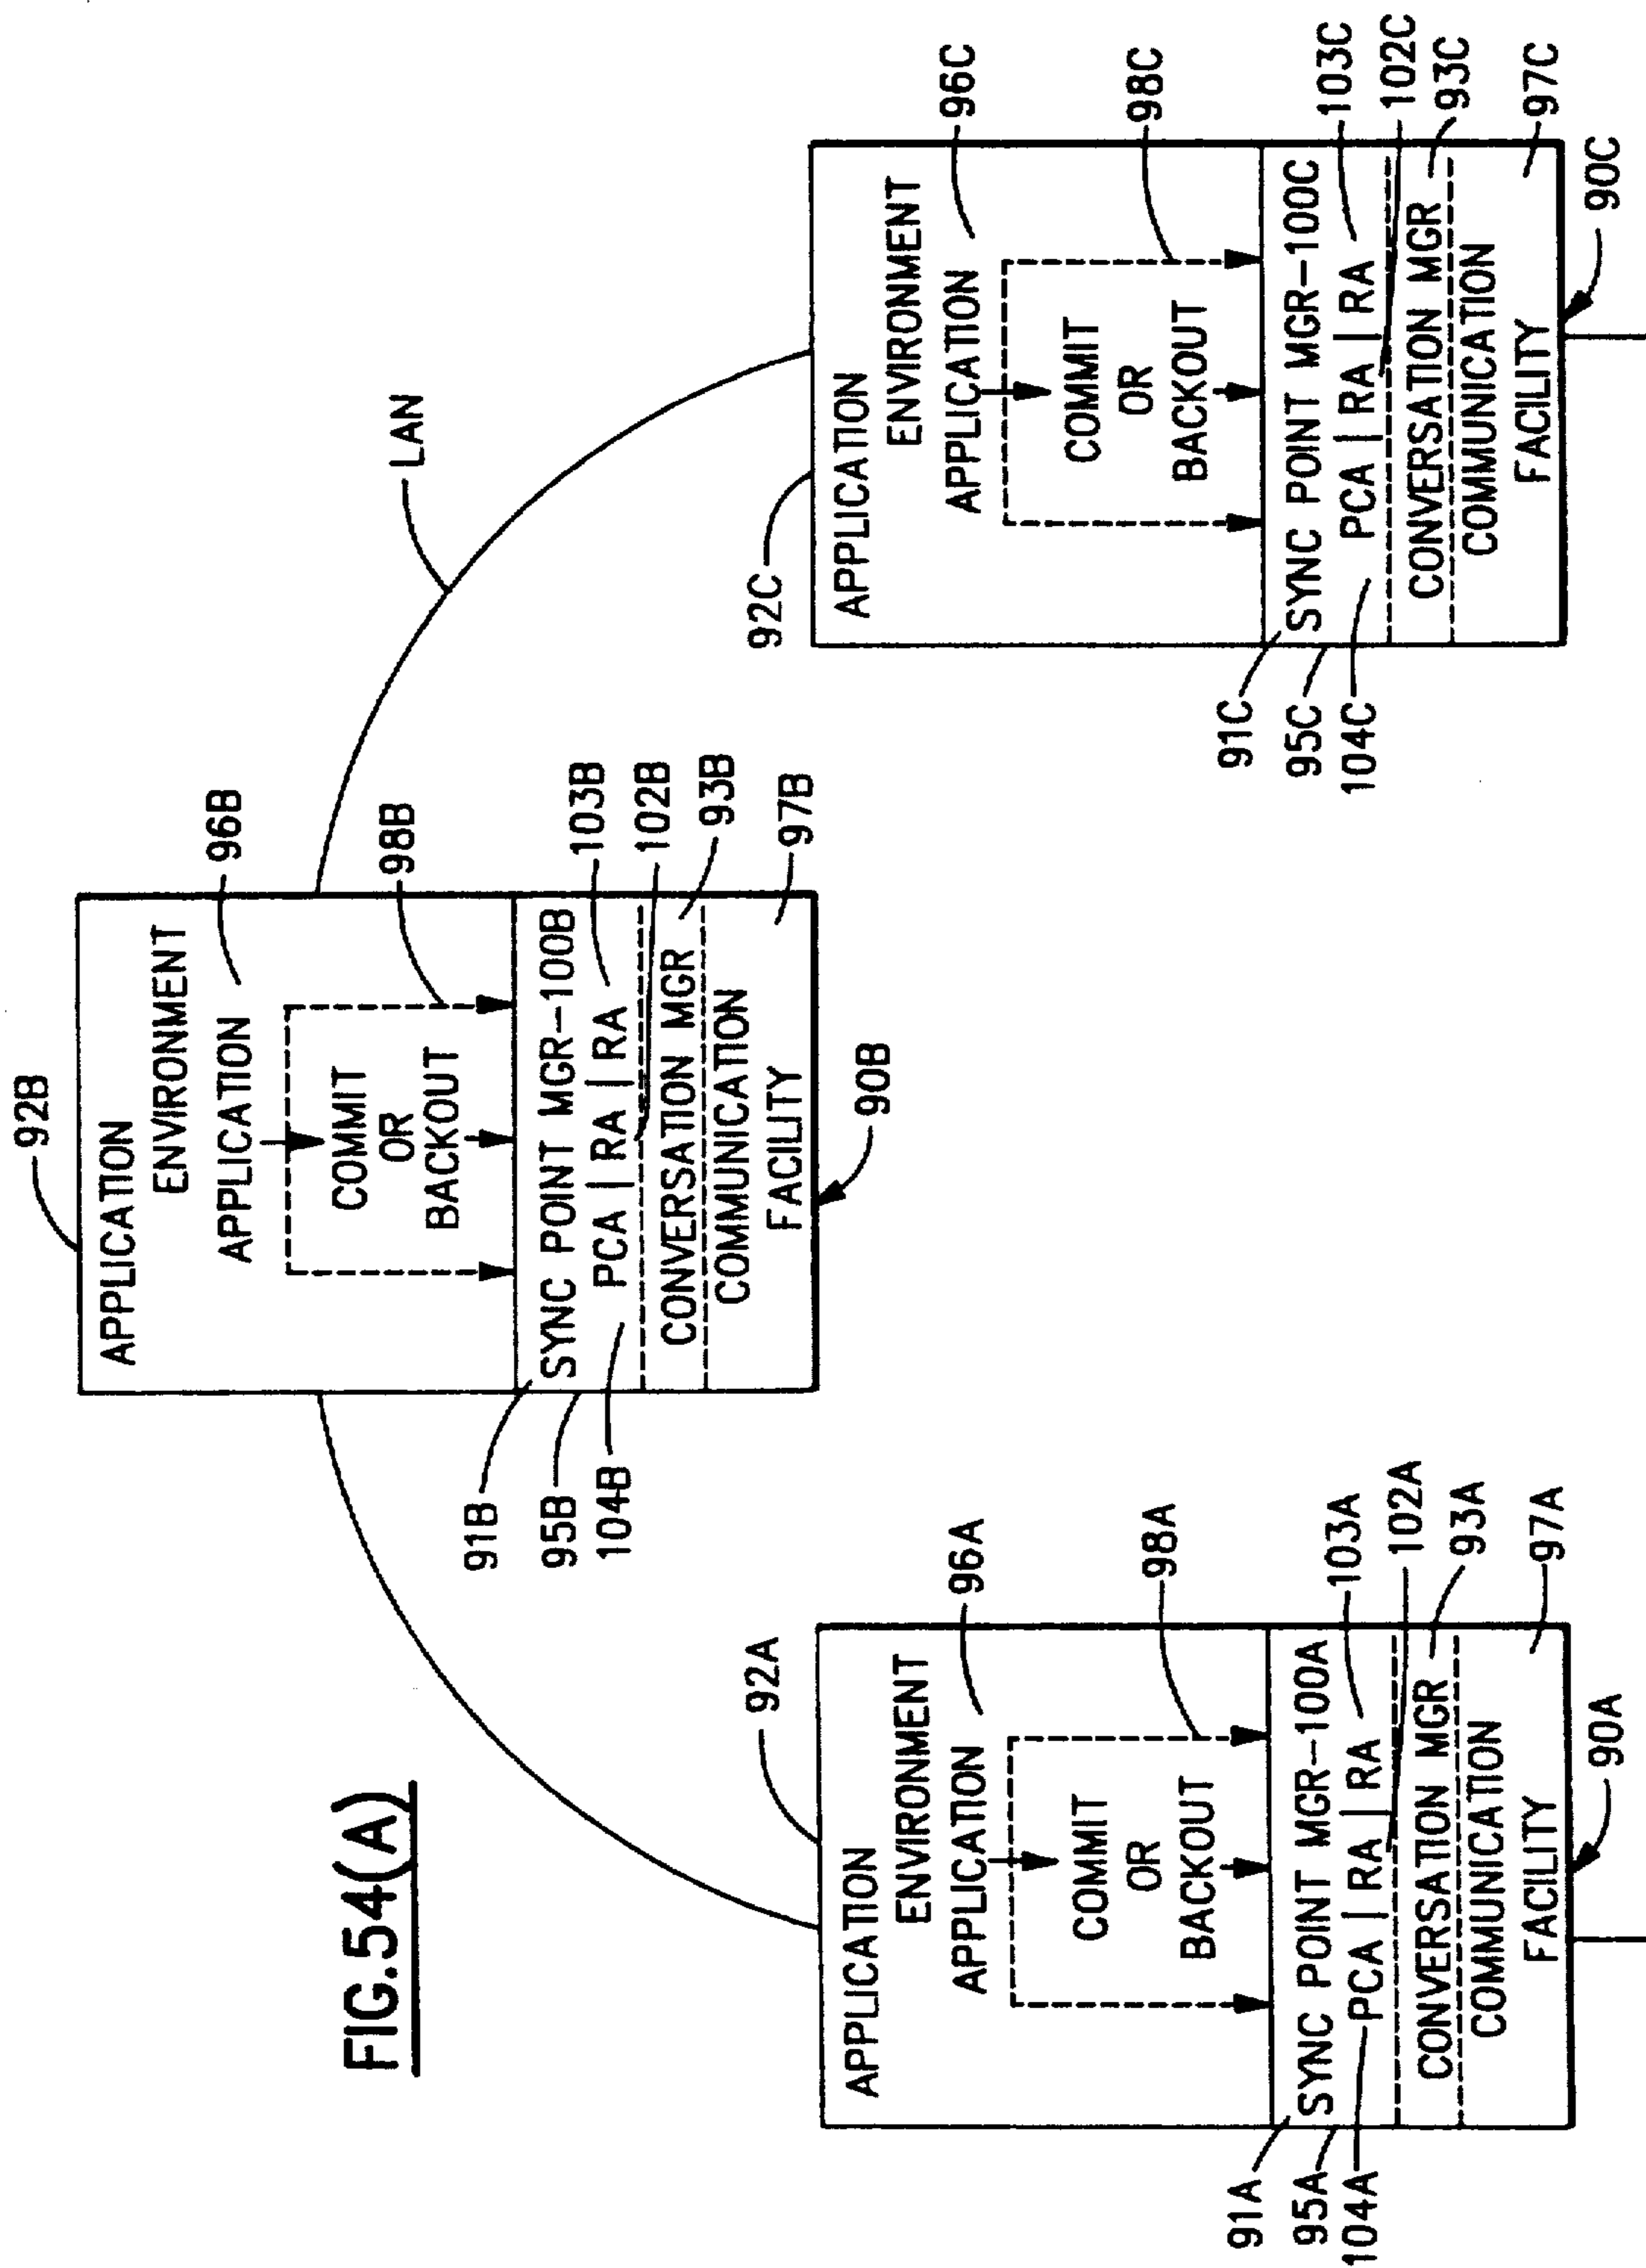 FIG.54(A)
LAN
92B
APPLICATION
ENVIRONMENT
APPLICATION
96B
COMMIT
OR
BACKOUT
98B
91B
SYNC POINT MGR-100B
95B
104B
PCA | RA | RA
103B
102B
CONVERSATION MGR
93B
COMMUNICATION
FACILITY
97B
90B
92A
APPLICATION
ENVIRONMENT
APPLICATION
96A
COMMIT
OR
BACKOUT
98A
91A
SYNC POINT MGR-100A
95A
104A
PCA | RA | RA
103A
102A
CONVERSATION MGR
93A
COMMUNICATION
FACILITY
97A
90A
92C
APPLICATION
ENVIRONMENT
APPLICATION
96C
COMMIT
OR
BACKOUT
98C
91C
SYNC POINT MGR-100C
95C
104C
PCA | RA | RA
103C
102C
CONVERSATION MGR
93C
COMMUNICATION
FACILITY
97C
90C